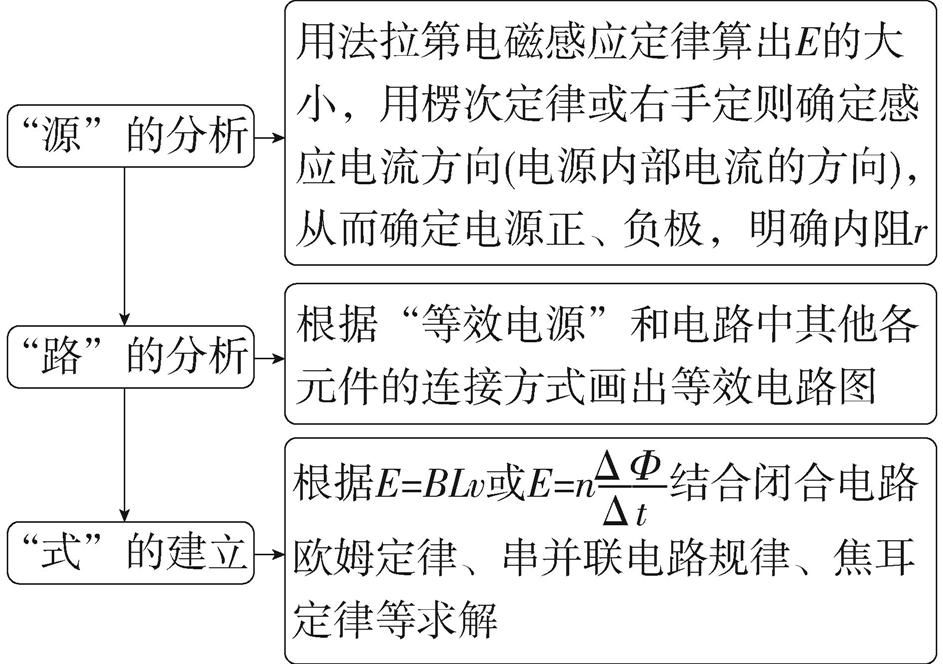 “源”的分析
用法拉第电磁感应定律算出E的大
小，用楞次定律或右手定则确定感
应电流方向(电源内部电流的方向)，
从而确定电源正、负极，明确内阻r
“路”的分析
根据“等效电源”和电路中其他各
元件的连接方式画出等效电路图
“式”的建立
根据E=BLv或E=nΔΦ/Δt结合闭合电路
欧姆定律、串并联电路规律、焦耳
定律等求解